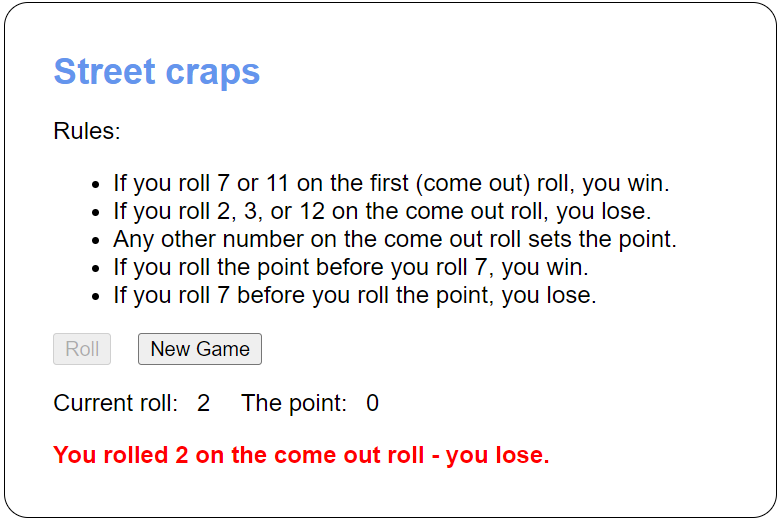 Street craps
Rules:
• If you roll 7 or 11 on the first (come out) roll, you win.
• If you roll 2, 3, or 12 on the come out roll, you lose.
• Any other number on the come out roll sets the point.
• If you roll the point before you roll 7, you win.
• If you roll 7 before you roll the point, you lose.
Roll New Game
Current roll: 2 The point: 0
You rolled 2 on the come out roll - you lose.